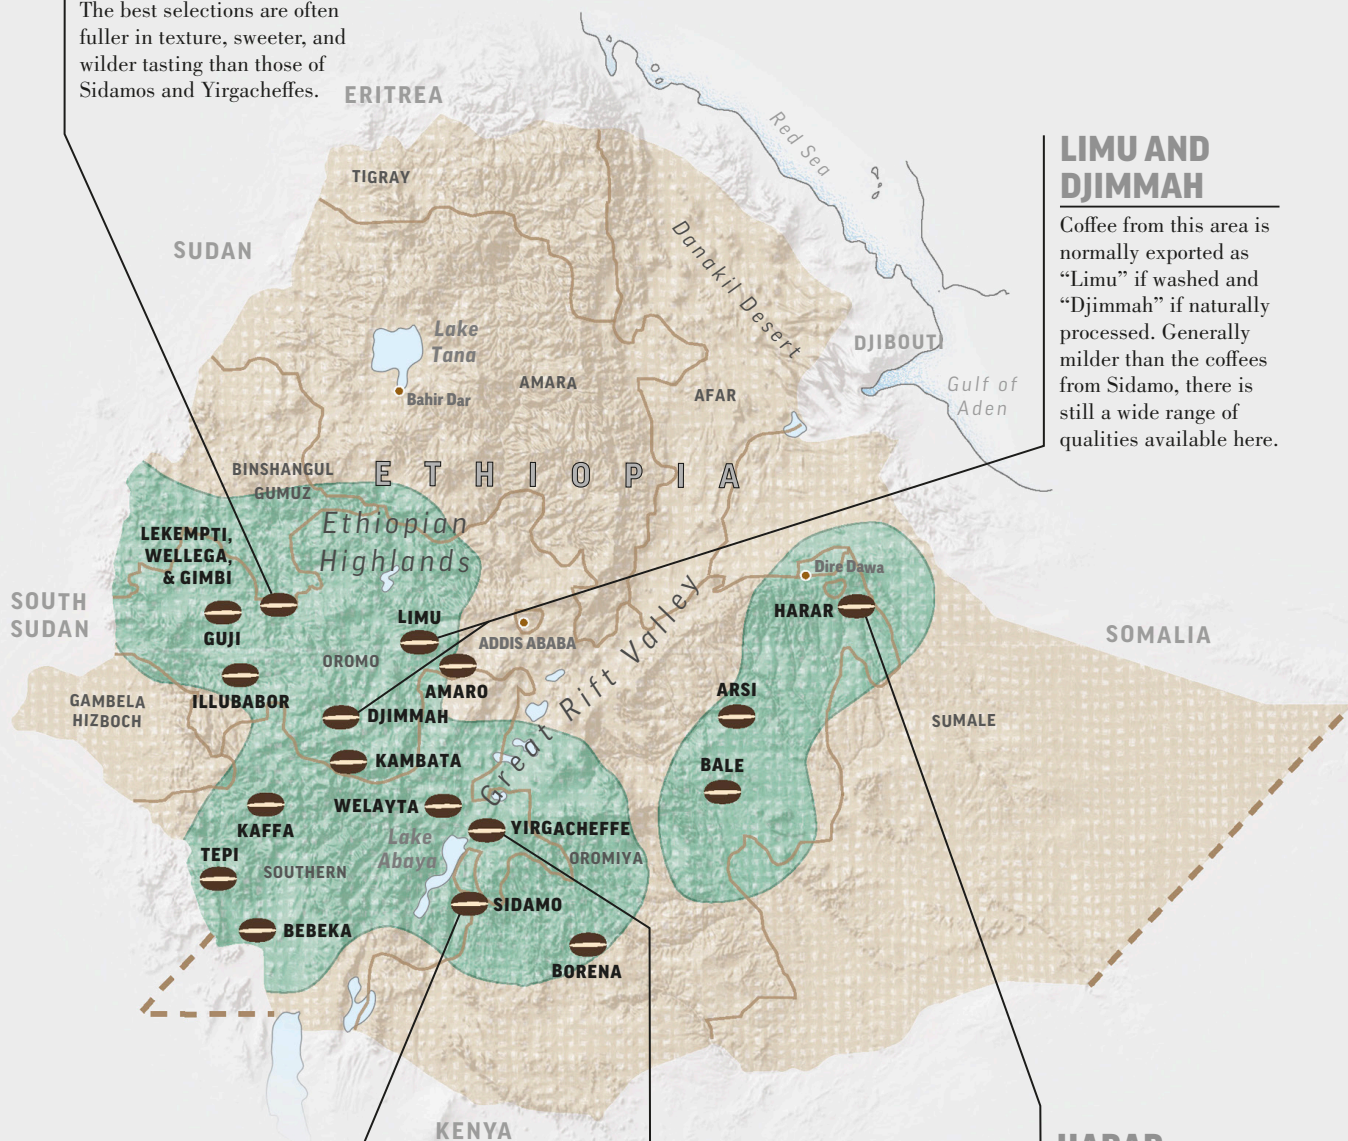 The best selections are often
fuller in texture, sweeter, and
wilder tasting than those of
Sidamos and Yirgacheffes.
ERITREA
Red Sea
LIMU AND
DJIMMAH
Coffee from this area is
normally exported as
“Limu” if washed and
“Djimmah” if naturally
processed. Generally
milder than the coffees
from Sidamo, there is
still a wide range of
qualities available here.
TIGRAY
SUDAN
Danakil Desert
Lake
Tana
DJIBOUTI
AMARA
AFAR
Gulf of
Aden
Bahir Dar
BINSHANGUL
GUMUZ
ETHIOPIA
Ethiopian
Highlands
LEKEMPTI,
WELLEGA,
& GIMBI
Dire Dawa
SOUTH
SUDAN
HARAR
LIMU
GUJI
ADDIS ABABA
SOMALIA
OROMO
Great Rift Valley
AMARO
ARSI
ILLUBABOR
GAMBELA
HIZBOCH
DJIMMAH
SUMALE
KAMBATA
BALE
WELAYTA
KAFFA
YIRGACHEFFE
Lake
Abaya
TEPI
OROMIYA
SOUTHERN
SIDAMO
BEBEKA
BORENA
KENYA
HARAR